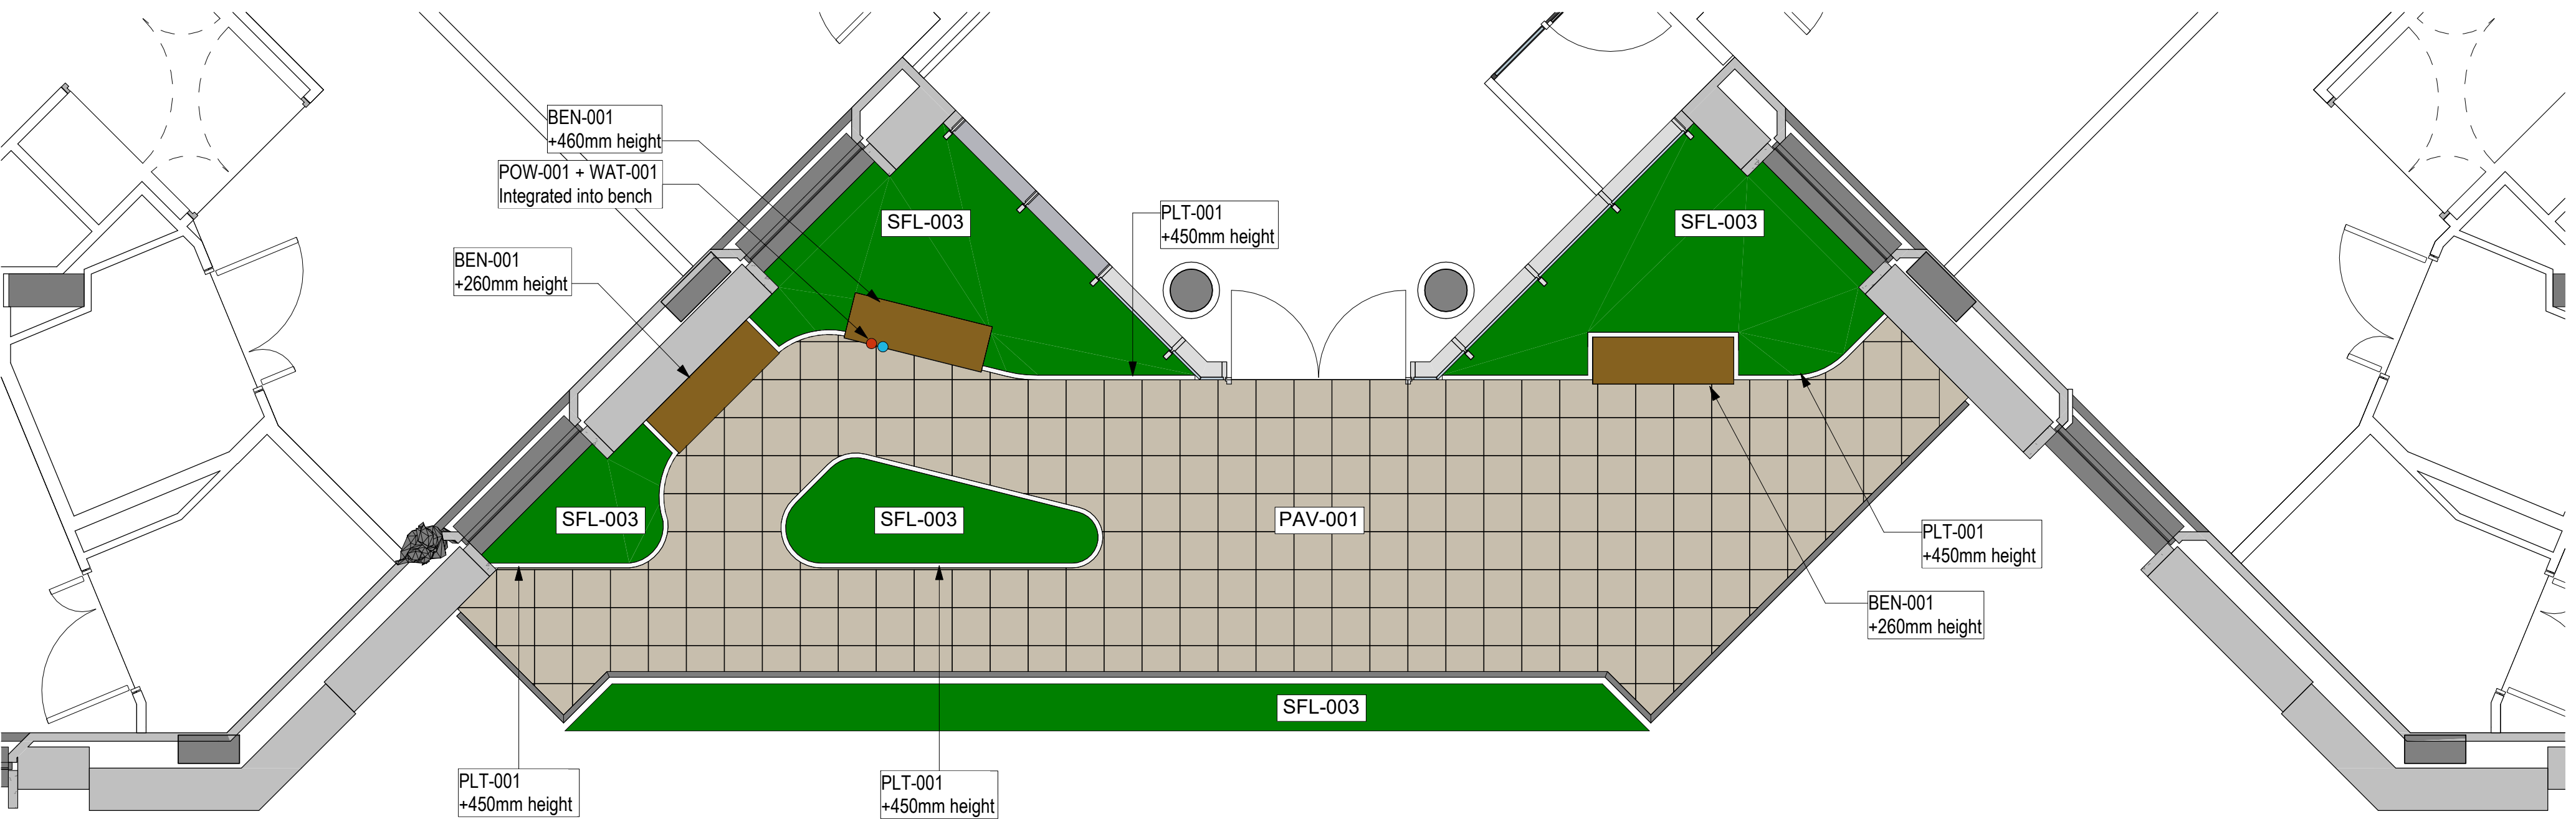 BEN-001
+460mm height
POW-001 + WAT-001
Integrated into bench
BEN-001
+260mm height
SFL-003
PLT-001
+450mm height
SFL-003
SFL-003
SFL-003
PAV-001
PLT-001
+450mm height
BEN-001
+260mm height
SFL-003
PLT-001
+450mm height
PLT-001
+450mm height